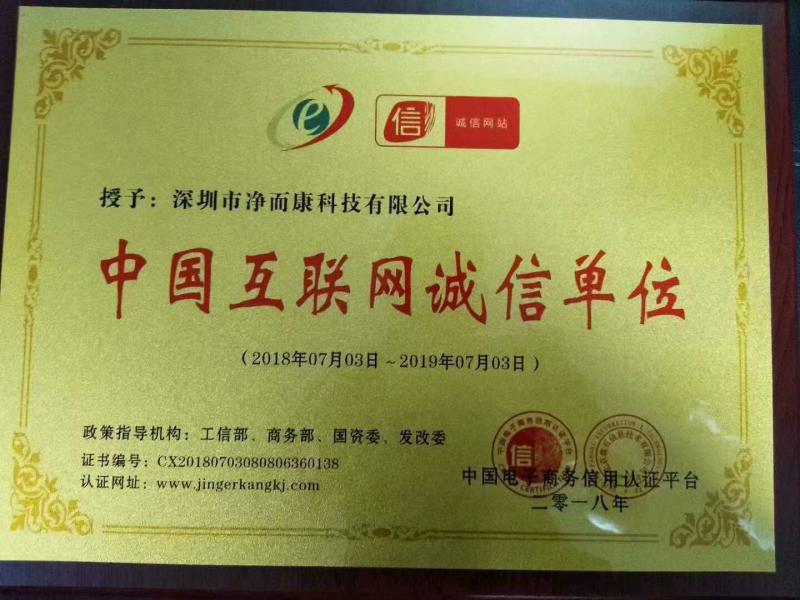 e
信 诚信网站
授予：深圳市净而康科技有限公司
中国互联网诚信单位
（2018年07月03日～2019年07月03日）
政策指导机构：工信部、商务部、国资委、发改委
证书编号：CX20180703080806360138
认证网址：www.jingerkangkj.com
信
中国电子商务信用认证平台
二零一八年